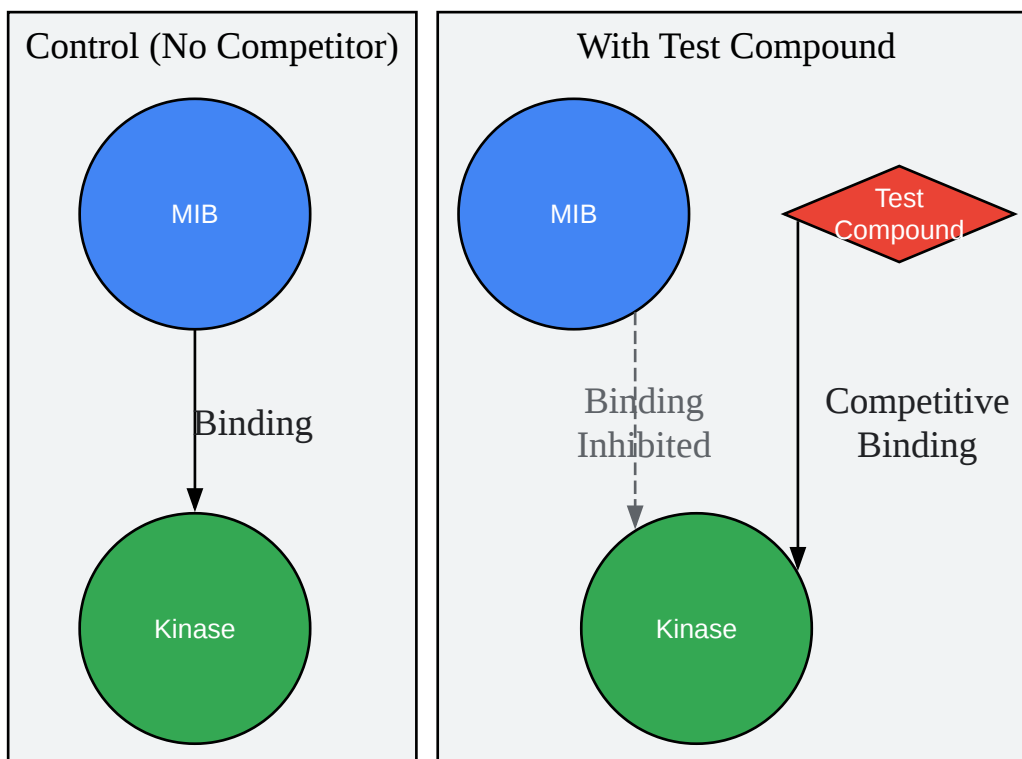 Control (No Competitor)
MIB
Binding
Kinase
With Test Compound
MIB
Test
Compound
Binding
Inhibited
Competitive
Binding
Kinase